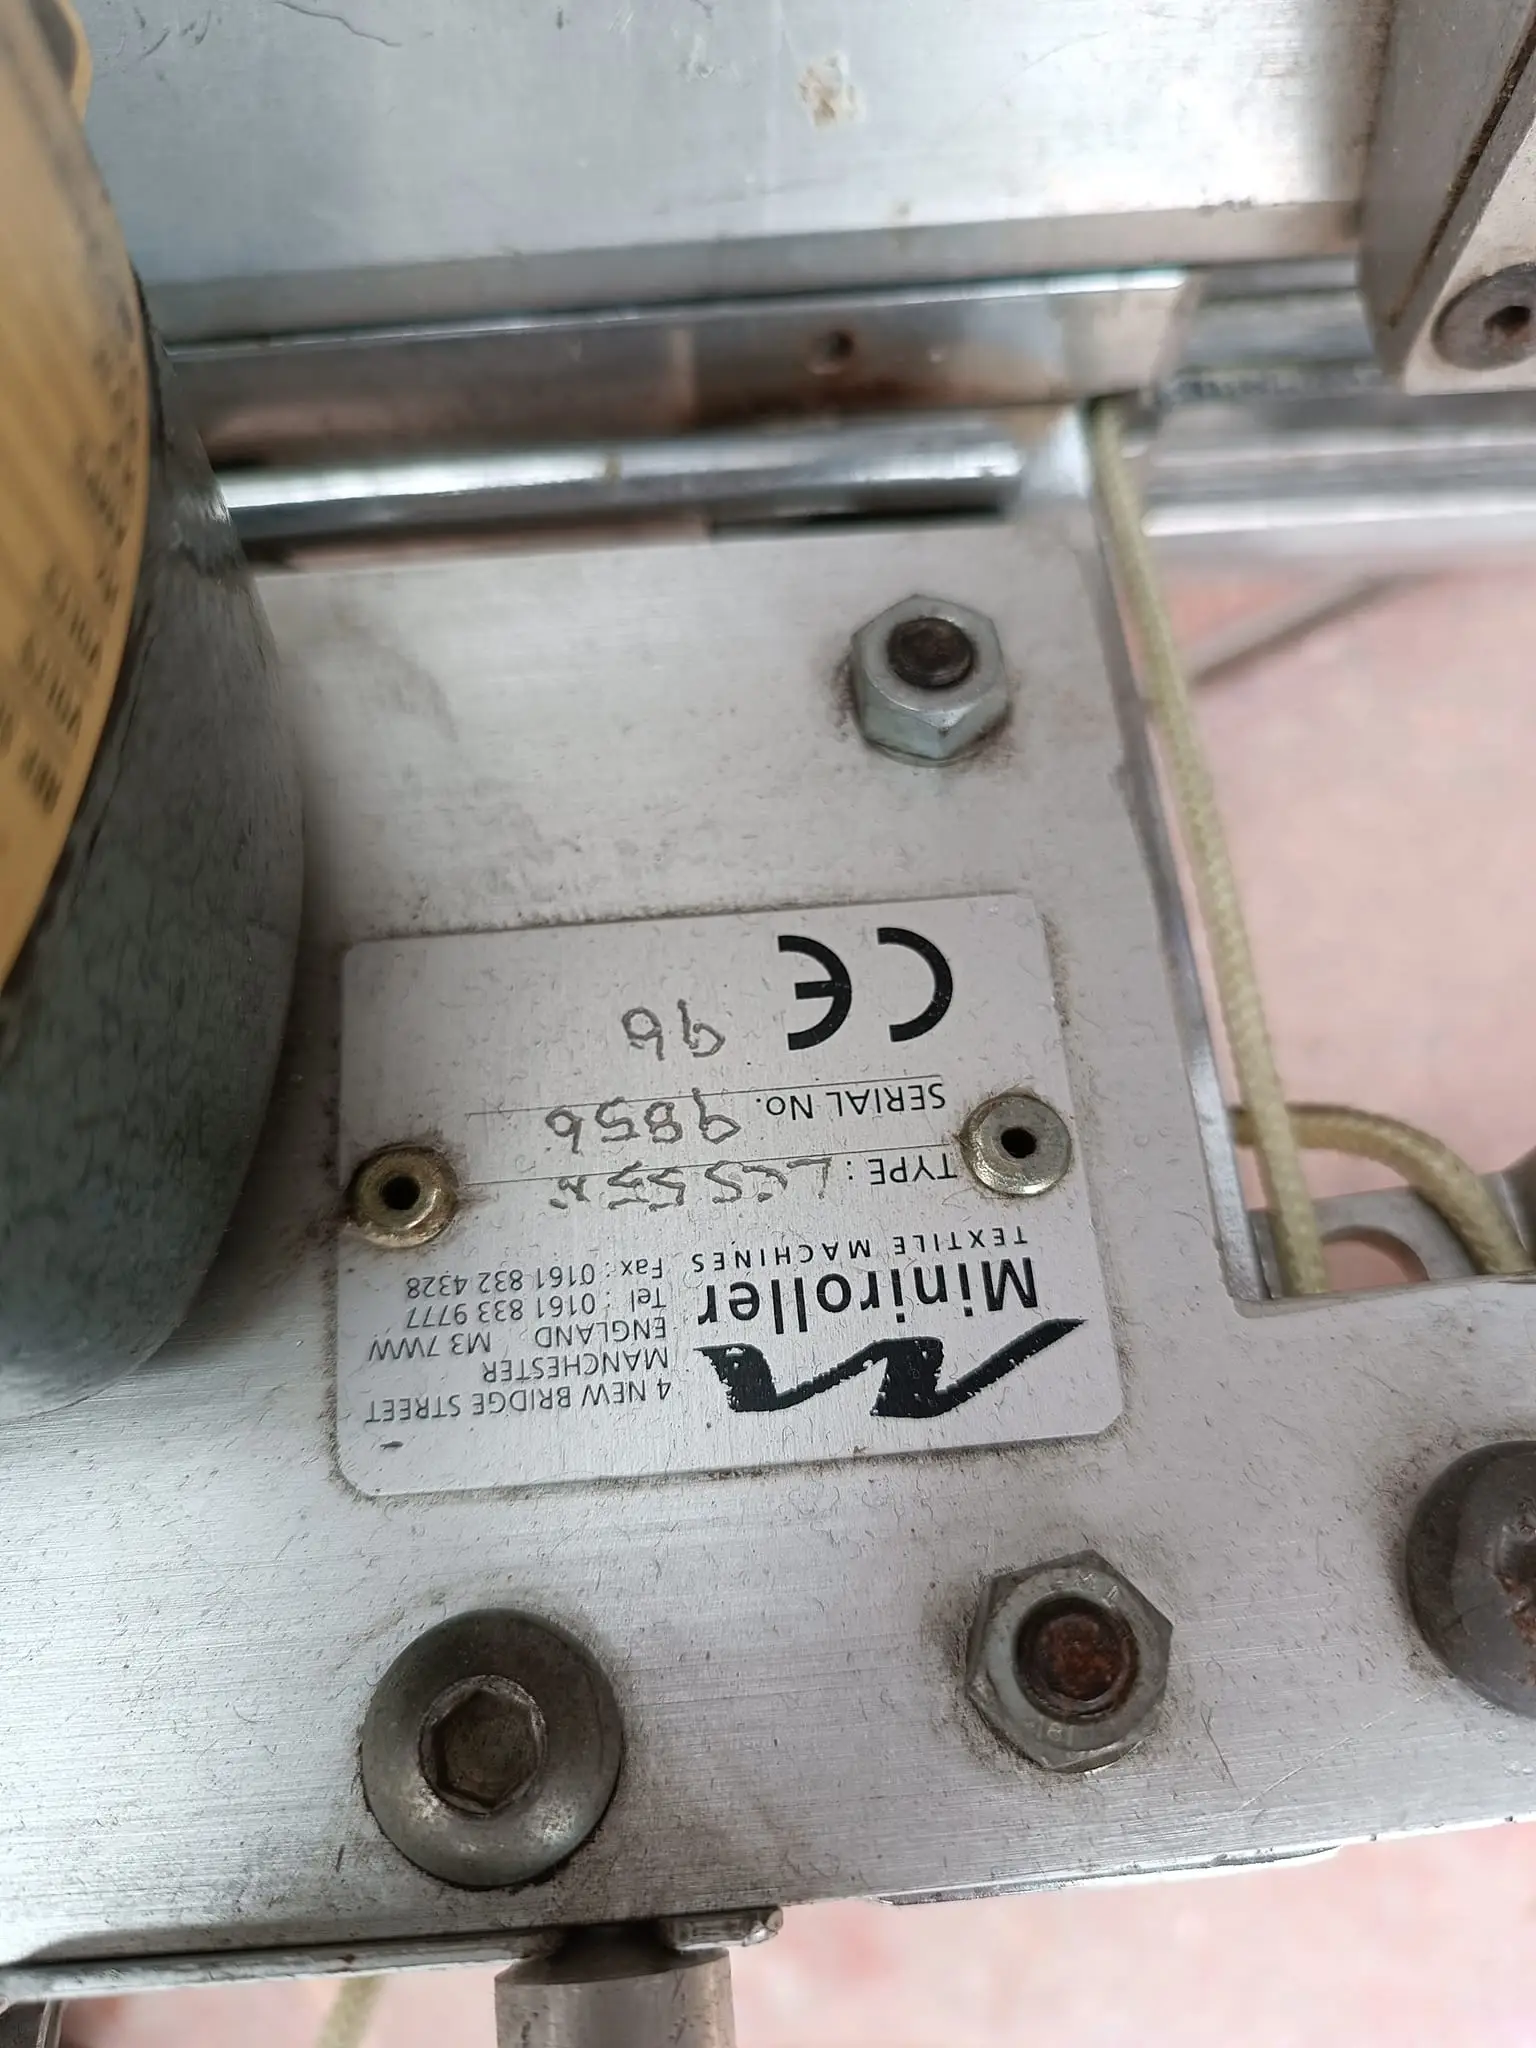 Miniroller
TEXTILE MACHINES
4 NEW BRIDGE STREET
MANCHESTER
ENGLAND M3 7WW
Tel : 0161 833 9777
Fax : 0161 832 4328
TYPE :
SERIAL No. 9856
CE 96